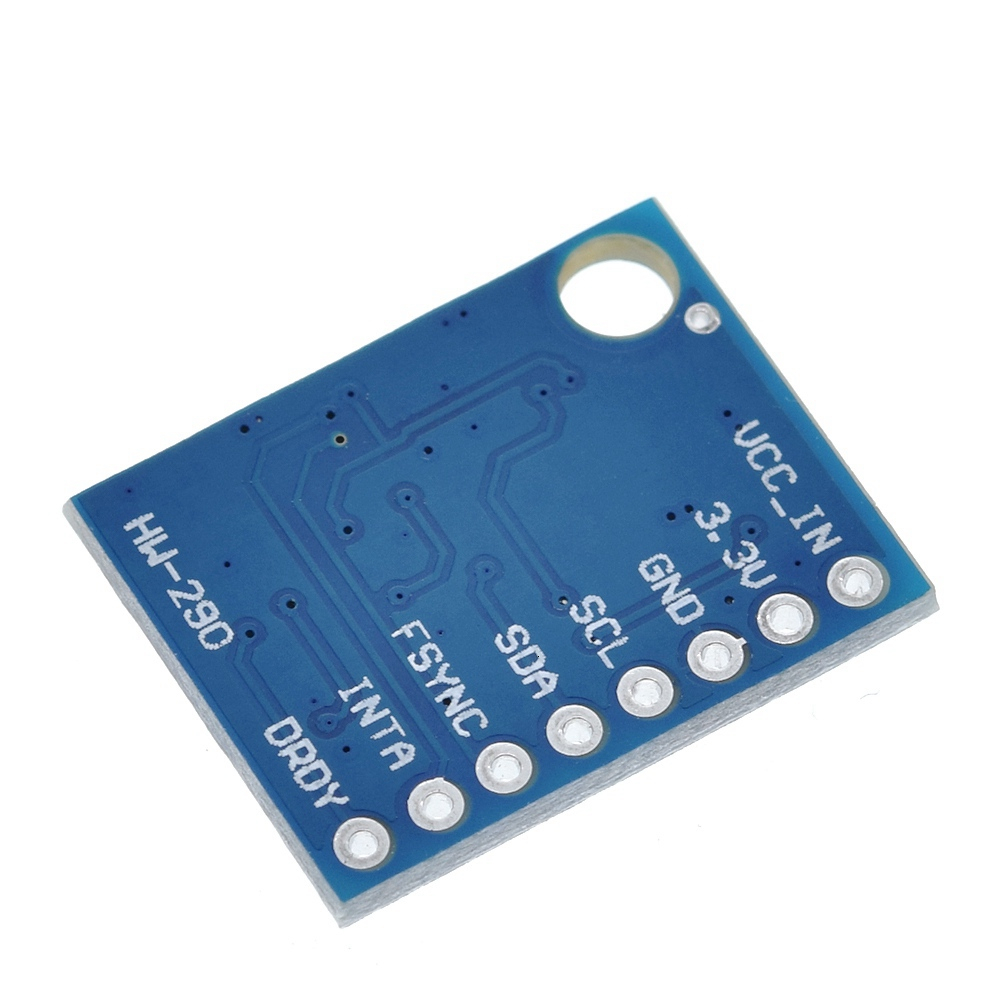 VCC_IN
3.3V
GND
SCL
SDA
FSYNC
INTA
DRDY
HW-290